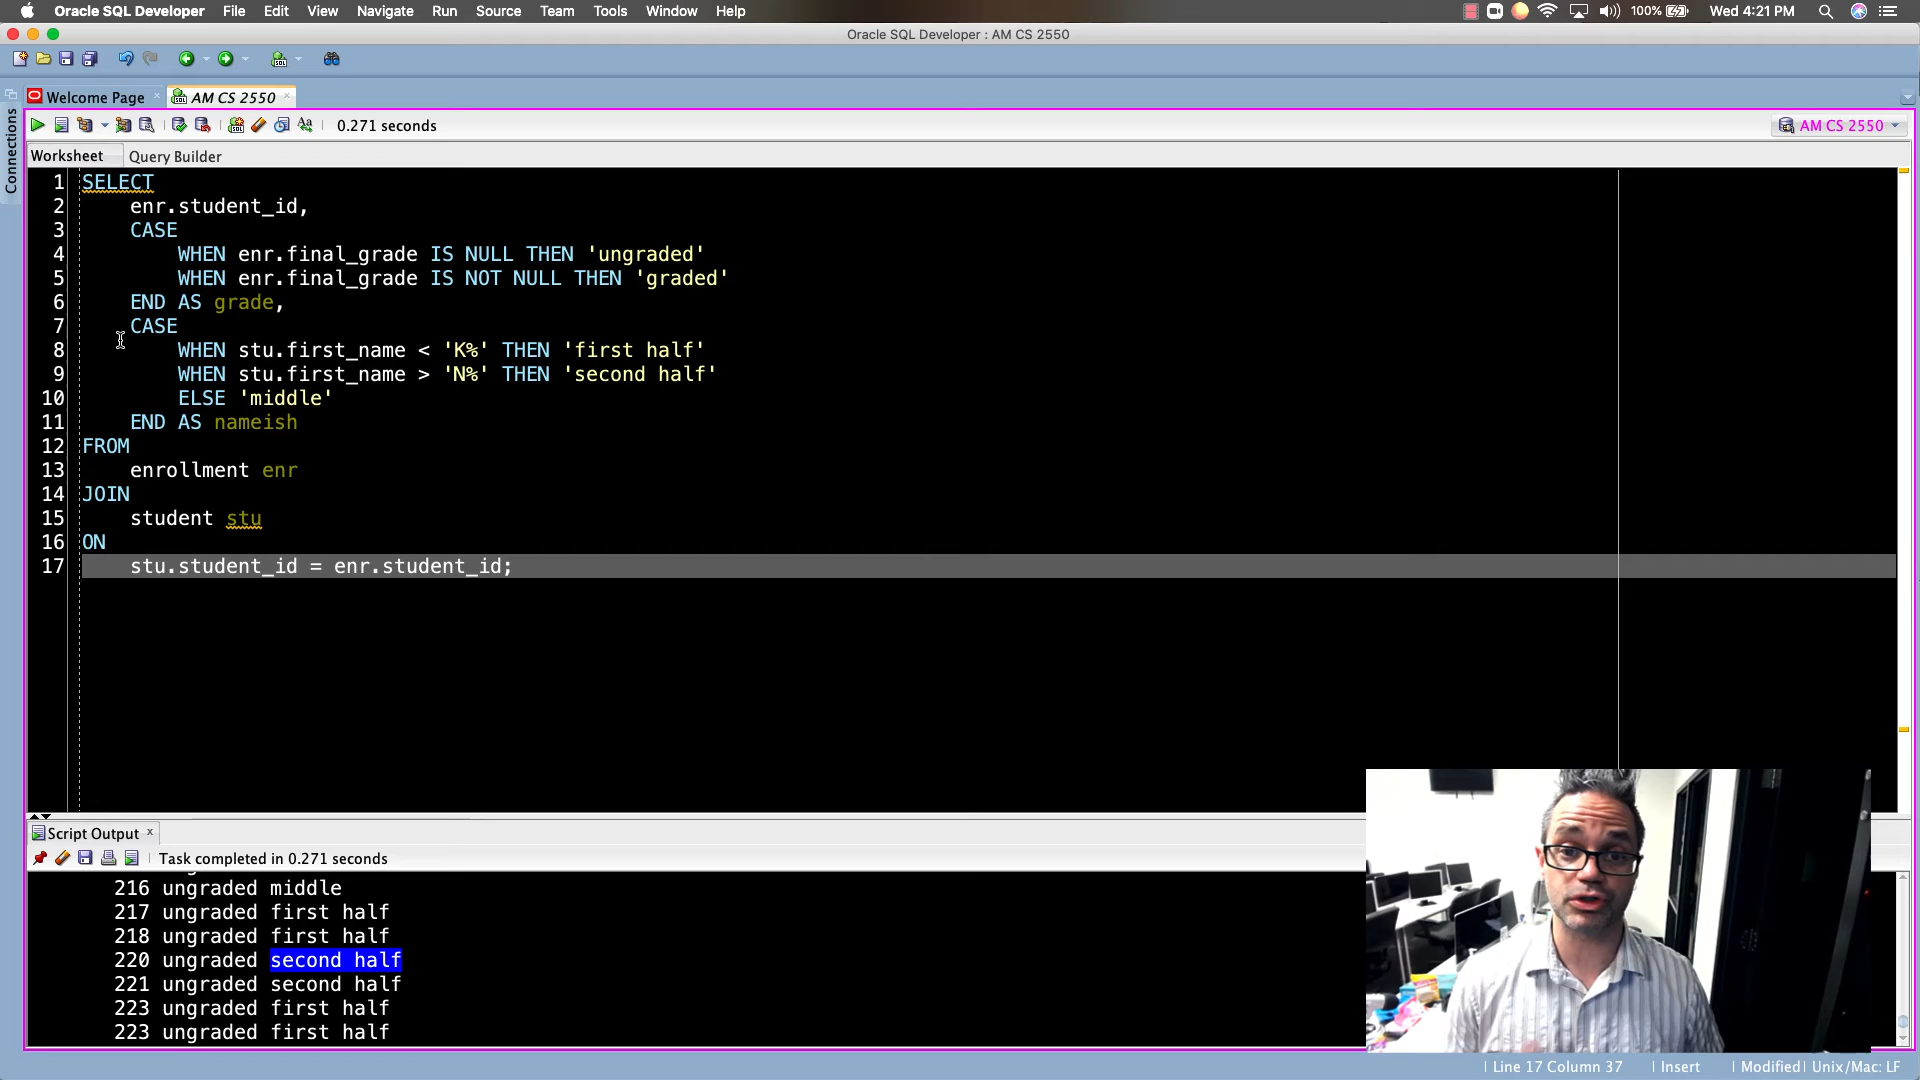 Oracle SQL Developer File Edit View Navigate Run Source Team Tools Window Help 100% Wed 4:21 PM
Oracle SQL Developer : AM CS 2550
Welcome Page AM CS 2550
0.271 seconds AM CS 2550
Connections
Worksheet Query Builder
1 SELECT
2 enr.student_id,
3 CASE
4 WHEN enr.final_grade IS NULL THEN 'ungraded'
5 WHEN enr.final_grade IS NOT NULL THEN 'graded'
6 END AS grade,
7 CASE
8 WHEN stu.first_name < 'K%' THEN 'first half'
9 WHEN stu.first_name > 'N%' THEN 'second half'
10 ELSE 'middle'
11 END AS nameish
12 FROM
13 enrollment enr
14 JOIN
15 student stu
16 ON
17 stu.student_id = enr.student_id;
Script Output
Task completed in 0.271 seconds
216 ungraded middle
217 ungraded first half
218 ungraded first half
220 ungraded second half
221 ungraded second half
223 ungraded first half
223 ungraded first half
Line 17 Column 37 Insert Modified Unix/Mac: LF